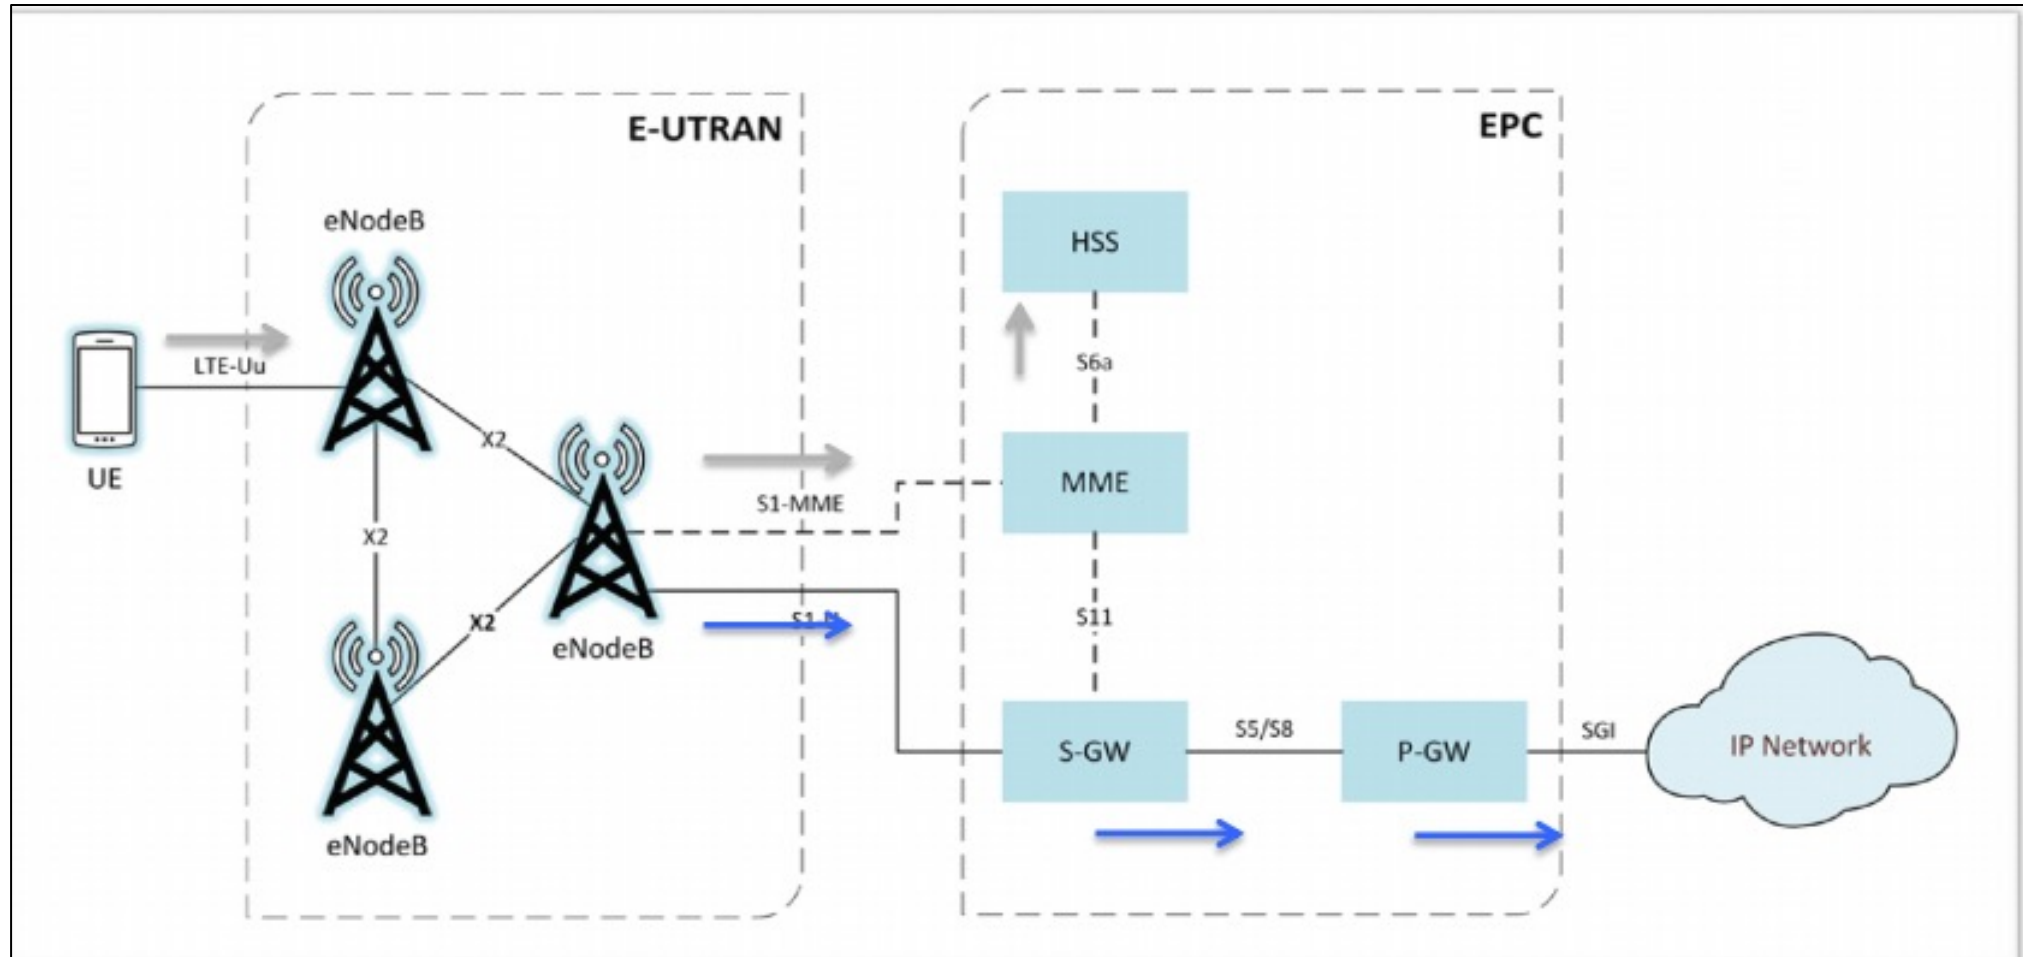 E-UTRAN
EPC
eNodeB
HSS
LTE-Uu
S6a
X2
UE
MME
S1-MME
X2
X2
S11
S1-
eNodeB
S-GW
S5/S8
P-GW
SGI
IP Network
eNodeB